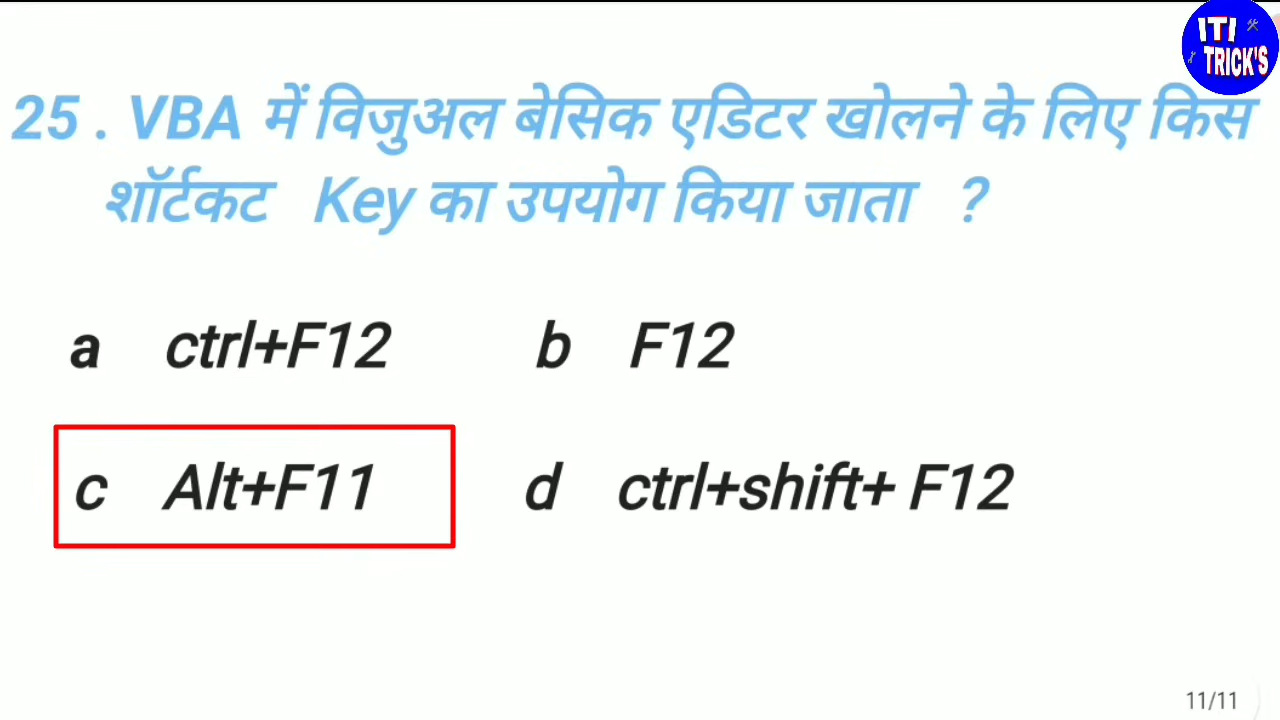 ITI
TRICK'S
25 . VBA में विजुअल बेसिक एडिटर खोलने के लिए किस
शॉर्टकट Key का उपयोग किया जाता ?
a ctrl+F12 b F12
c Alt+F11 d ctrl+shift+ F12
11/11